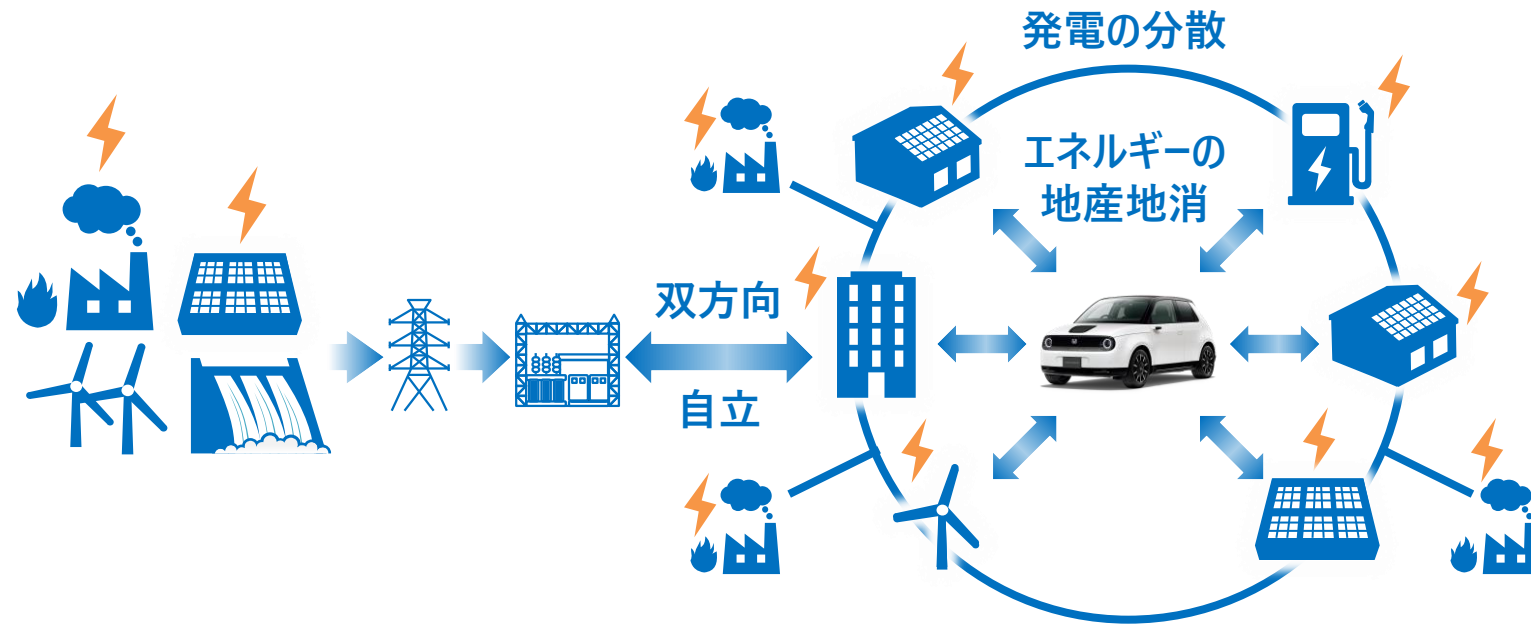 発電の分散
エネルギーの
地産地消
双方向
自立